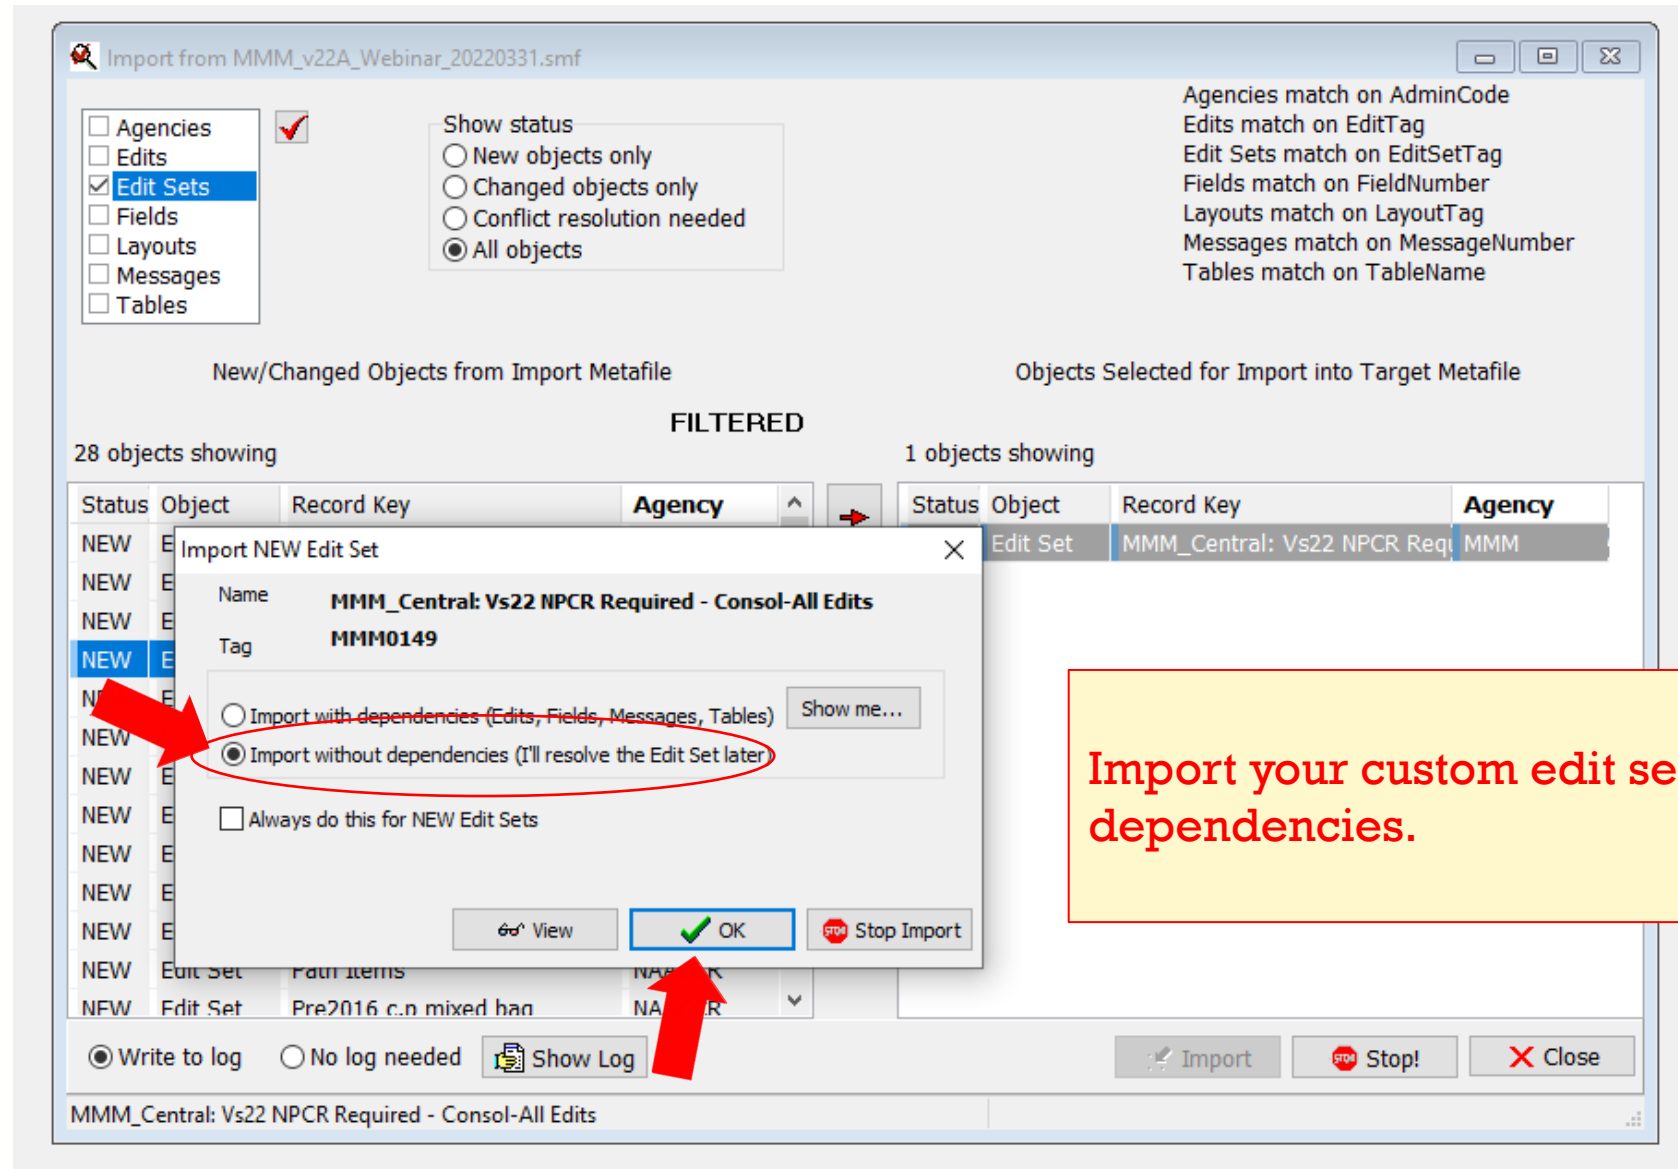 Import from MMM_v22A_Webinar_20220331.smf
Agencies
Edits
Edit Sets
Fields
Layouts
Messages
Tables
Show status
New objects only
Changed objects only
Conflict resolution needed
All objects
Agencies match on AdminCode
Edits match on EditTag
Edit Sets match on EditSetTag
Fields match on FieldNumber
Layouts match on LayoutTag
Messages match on MessageNumber
Tables match on TableName
New/Changed Objects from Import Metafile
Objects Selected for Import into Target Metafile
FILTERED
28 objects showing
1 objects showing
Status Object Record Key Agency
Status Object Record Key Agency
NEW E
Edit Set MMM_Central: Vs22 NPCR Requ MMM
NEW E
NEW E
NEW E
E
NEW
NEW E
NEW E
NEW E
NEW E
NEW E
NEW Edit Set Path Items
NEW Edit Set Pre2016 c.p mixed bag
Import NEW Edit Set
Name MMM_Central: Vs22 NPCR Required - Consol-All Edits
Tag MMM0149
Import with dependencies (Edits, Fields, Messages, Tables)
Show me...
Import without dependencies (I'll resolve the Edit Set later)
Always do this for NEW Edit Sets
View
OK
STOP Stop Import
Import your custom edit se
dependencies.
Write to log
No log needed
Show Log
Import
STOP Stop!
Close
MMM_Central: Vs22 NPCR Required - Consol-All Edits